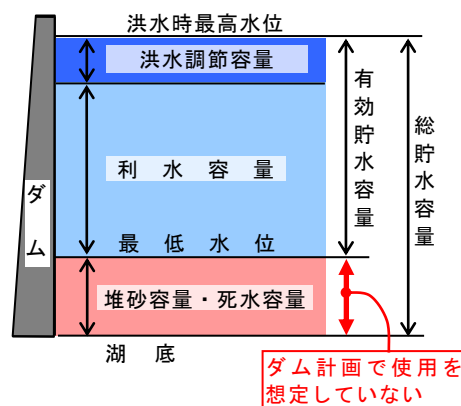 洪水時最高水位
洪水調節容量
有効貯水容量
総貯水容量
利水容量
ダム
最低水位
堆砂容量・死水容量
湖底
ダム計画で使用を
想定していない